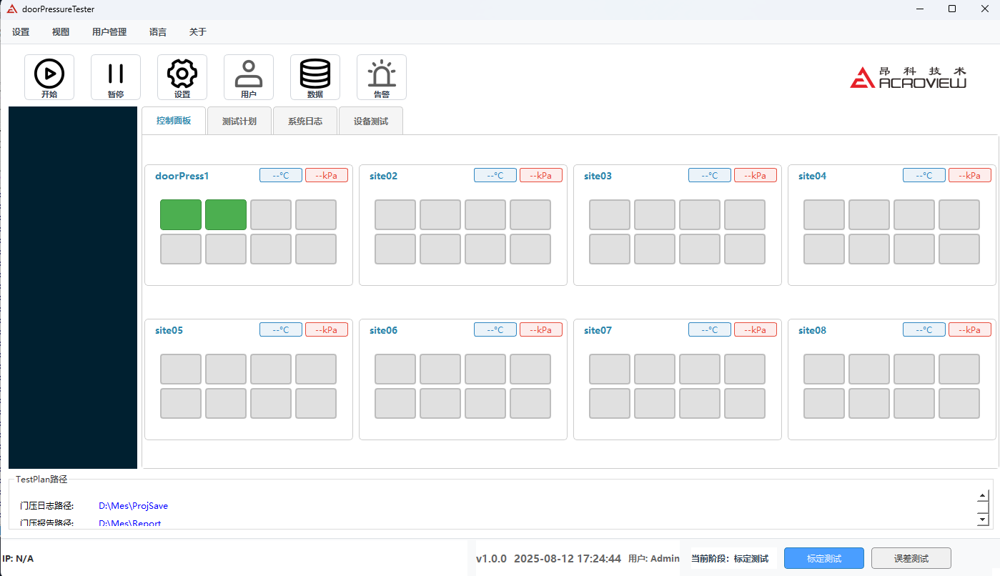 doorPressureTester
设置 视图 用户管理 语言 关于
开始 暂停 设置 用户 数据 告警
昂科技术
ACROVIEW
控制面板 测试计划 系统日志 设备测试
doorPress1 --°C --kPa site02 --°C --kPa site03 --°C --kPa site04 --°C --kPa
site05 --°C --kPa site06 --°C --kPa site07 --°C --kPa site08 --°C --kPa
TestPlan路径
门压日志路径: D:\Mes\ProjSave
门压报告路径: D:\Mes\Report
IP: N/A v1.0.0 2025-08-12 17:24:44 用户: Admin 当前阶段: 标定测试 标定测试 误差测试